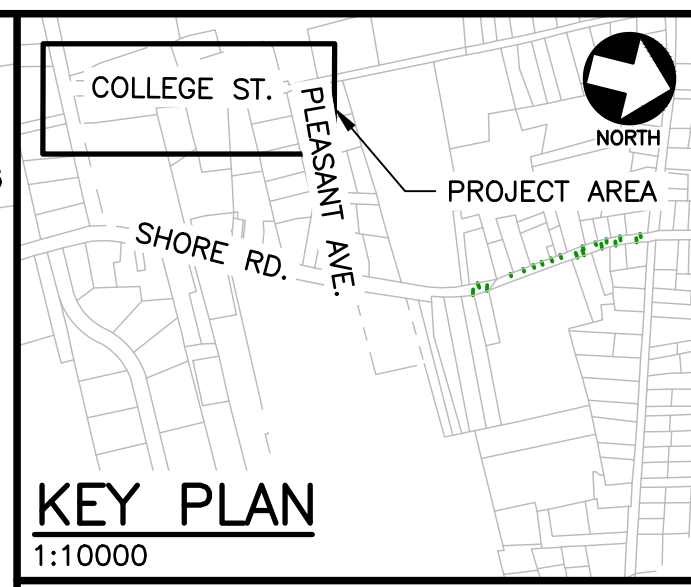 COLLEGE ST.
PLEASANT AVE.
NORTH
PROJECT AREA
SHORE RD.
KEY PLAN
1:10000